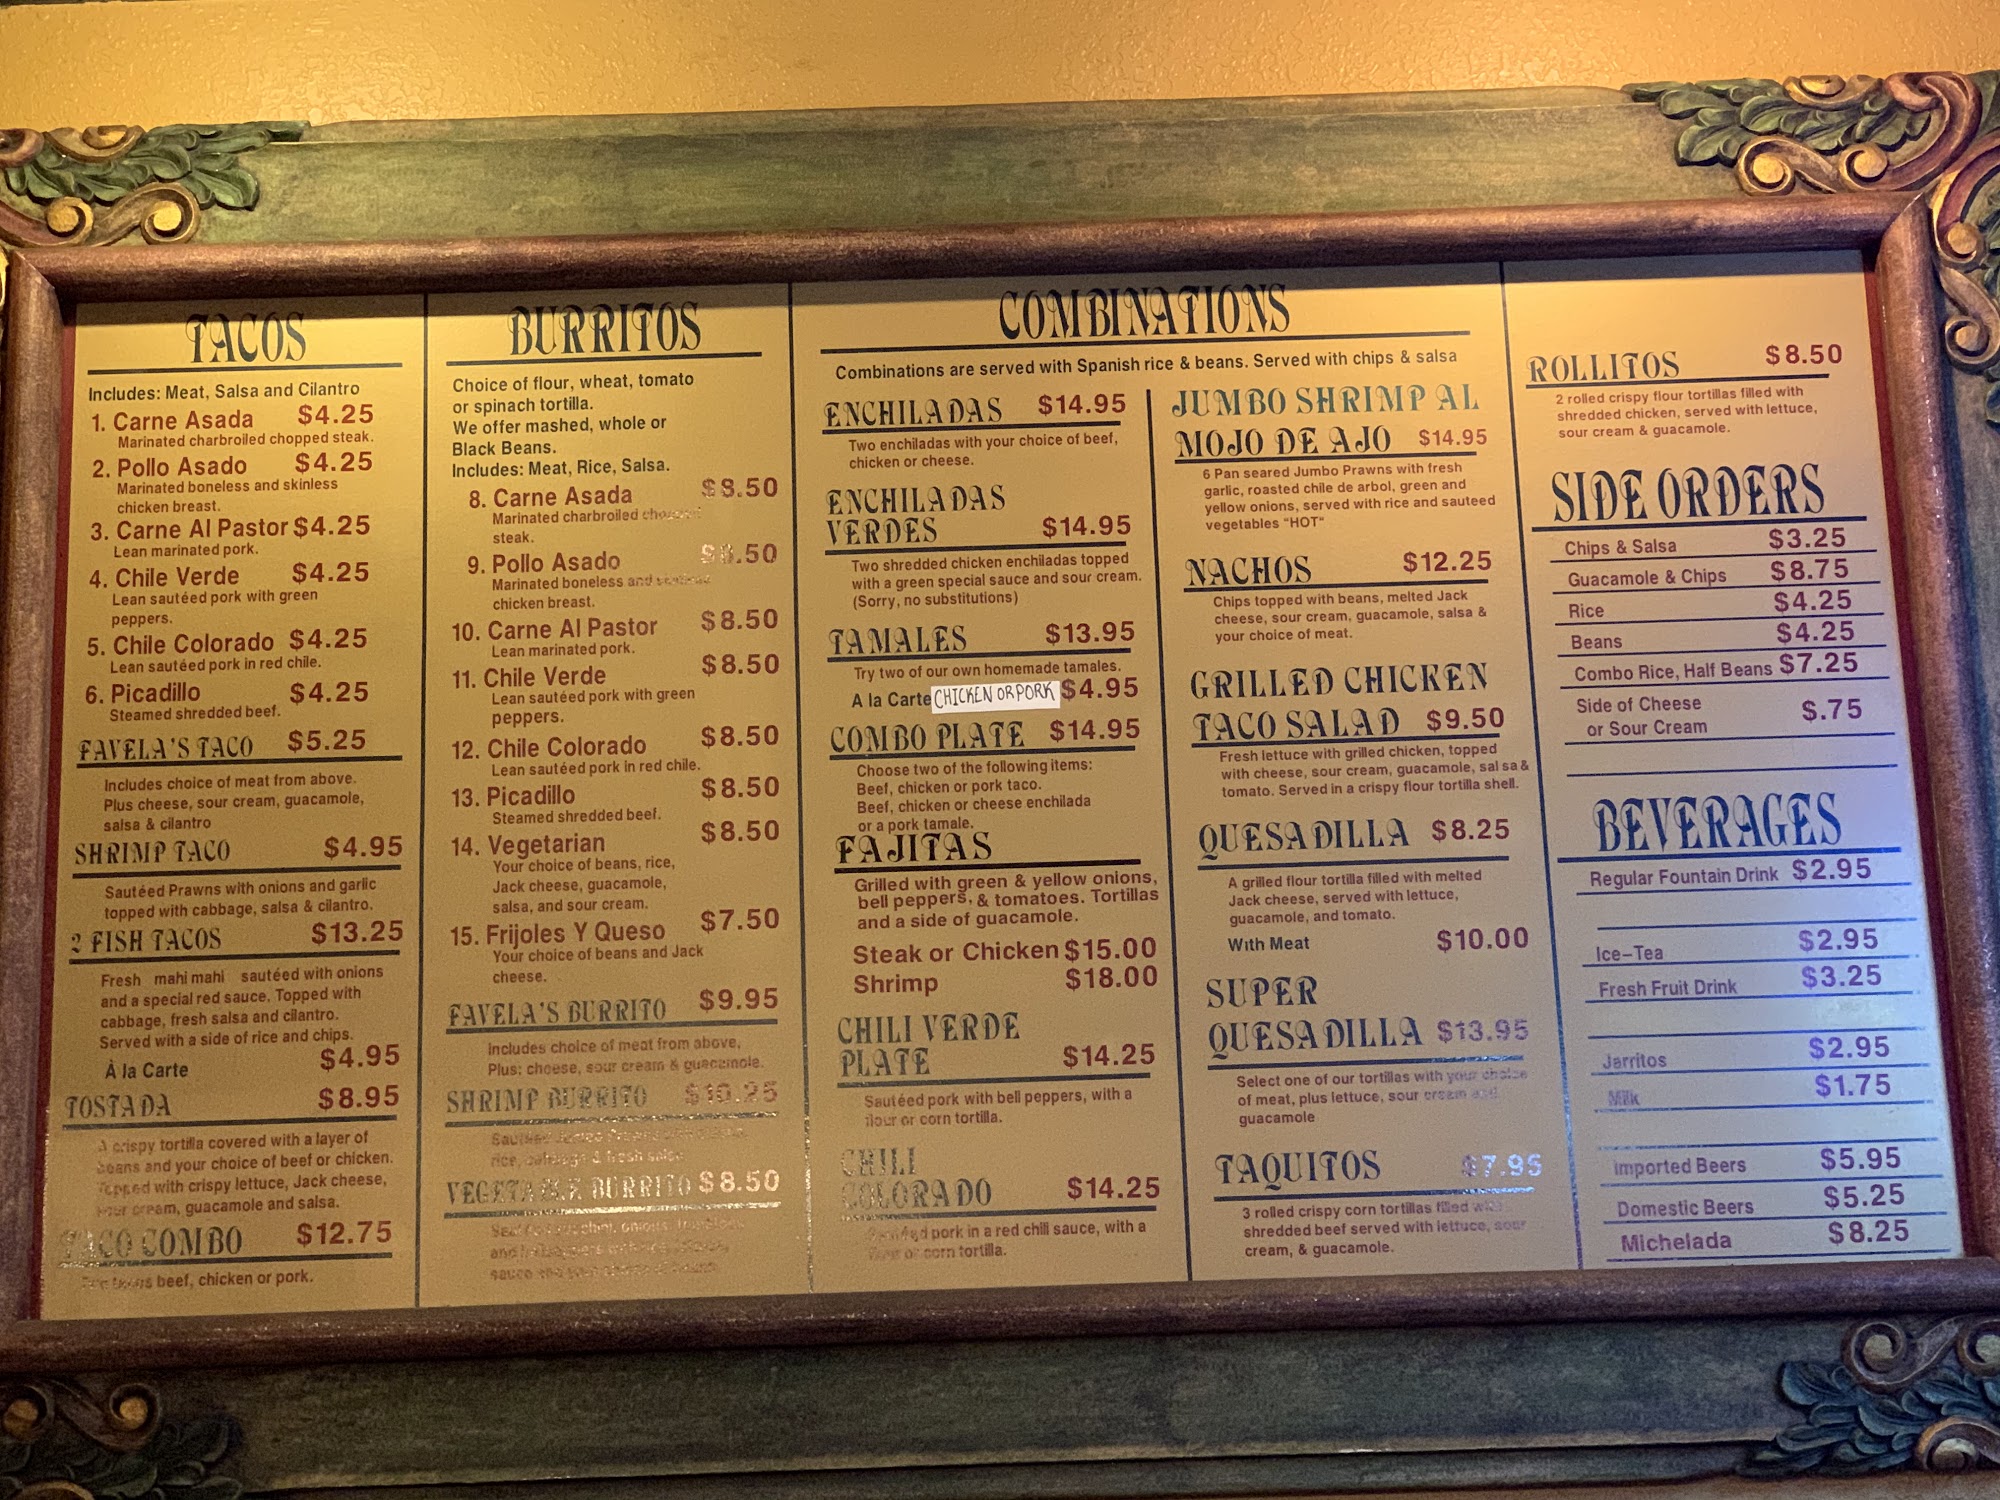 TACOS
Includes: Meat, Salsa and Cilantro
1. Carne Asada $4.25
Marinated charbroiled chopped steak.
2. Pollo Asado $4.25
Marinated boneless and skinless
chicken breast.
3. Carne Al Pastor $4.25
Lean marinated pork.
4. Chile Verde $4.25
Lean sautéed pork with green
peppers.
5. Chile Colorado $4.25
Lean sautéed pork in red chile.
6. Picadillo $4.25
Steamed shredded beef.
FAVELA'S TACO $5.25
Includes choice of meat from above.
Plus cheese, sour cream, guacamole,
salsa & cilantro
SHRIMP TACO $4.95
Sautéed Prawns with onions and garlic
topped with cabbage, salsa & cilantro.
2 FISH TACOS $13.25
Fresh mahi mahi sautéed with onions
and a special red sauce. Topped with
cabbage, fresh salsa and cilantro.
Served with a side of rice and chips.
À la Carte $4.95
TOSTADA $8.95
A crispy tortilla covered with a layer of
beans and your choice of beef or chicken.
Topped with crispy lettuce, Jack cheese,
sour cream, guacamole and salsa.
TACO COMBO $12.75
beef, chicken or pork.
BURRITOS
Choice of flour, wheat, tomato
or spinach tortilla.
We offer mashed, whole or
Black Beans.
Includes: Meat, Rice, Salsa.
8. Carne Asada $8.50
Marinated charbroiled chopped
steak.
9. Pollo Asado $8.50
Marinated boneless and skinless
chicken breast.
10. Carne Al Pastor $8.50
Lean marinated pork.
11. Chile Verde $8.50
Lean sautéed pork with green
peppers.
12. Chile Colorado $8.50
Lean sautéed pork in red chile.
13. Picadillo $8.50
Steamed shredded beef.
14. Vegetarian $8.50
Your choice of beans, rice,
Jack cheese, guacamole,
salsa, and sour cream.
15. Frijoles Y Queso $7.50
Your choice of beans and Jack
cheese.
FAVELA'S BURRITO $9.95
Includes choice of meat from above,
Plus: cheese, sour cream & guacamole.
SHRIMP BURRITO $10.25
rice, cabbage & fresh salsa
VEGETABLE BURRITO $8.50
COMBINATIONS
Combinations are served with Spanish rice & beans. Served with chips & salsa
ENCHILADAS $14.95
Two enchiladas with your choice of beef,
chicken or cheese.
ENCHILADAS
VERDES $14.95
Two shredded chicken enchiladas topped
with a green special sauce and sour cream.
(Sorry, no substitutions)
TAMALES $13.95
Try two of our own homemade tamales.
A la Carte CHICKEN OR PORK $4.95
COMBO PLATE $14.95
Choose two of the following items:
Beef, chicken or pork taco.
Beef, chicken or cheese enchilada
or a pork tamale.
FAJITAS
Grilled with green & yellow onions,
bell peppers, & tomatoes. Tortillas
and a side of guacamole.
Steak or Chicken $15.00
Shrimp $18.00
CHILI VERDE
PLATE $14.25
Sautéed pork with bell peppers, with a
flour or corn tortilla.
CHILI
COLORADO $14.25
pork in a red chili sauce, with a
corn tortilla.
JUMBO SHRIMP AL
MOJO DE AJO $14.95
6 Pan seared Jumbo Prawns with fresh
garlic, roasted chile de arbol, green and
yellow onions, served with rice and sauteed
vegetables "HOT"
NACHOS $12.25
Chips topped with beans, melted Jack
cheese, sour cream, guacamole, salsa &
your choice of meat.
GRILLED CHICKEN
TACO SALAD $9.50
Fresh lettuce with grilled chicken, topped
with cheese, sour cream, guacamole, salsa &
tomato. Served in a crispy flour tortilla shell.
QUESADILLA $8.25
A grilled flour tortilla filled with melted
Jack cheese, served with lettuce,
guacamole, and tomato.
With Meat $10.00
SUPER
QUESADILLA $13.95
Select one of our tortillas with your choice
of meat, plus lettuce, sour cream and
guacamole
TAQUITOS $7.95
3 rolled crispy corn tortillas filled with
shredded beef served with lettuce, sour
cream, & guacamole.
ROLLITOS $8.50
2 rolled crispy flour tortillas filled with
shredded chicken, served with lettuce,
sour cream & guacamole.
SIDE ORDERS
Chips & Salsa $3.25
Guacamole & Chips $8.75
Rice $4.25
Beans $4.25
Combo Rice, Half Beans $7.25
Side of Cheese
or Sour Cream $.75
BEVERAGES
Regular Fountain Drink $2.95
Ice-Tea $2.95
Fresh Fruit Drink $3.25
Jarritos $2.95
Milk $1.75
Imported Beers $5.95
Domestic Beers $5.25
Michelada $8.25